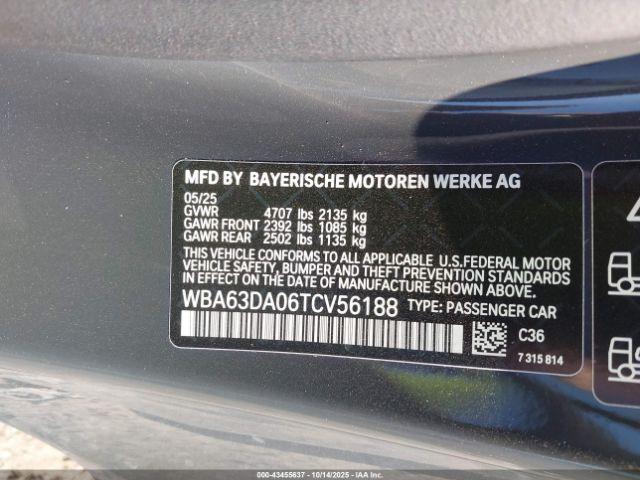 MFD BY BAYERISCHE MOTOREN WERKE AG
05/25
GVWR 4707 lbs 2135 kg
GAWR FRONT 2392 lbs 1085 kg
GAWR REAR 2502 lbs 1135 kg
THIS VEHICLE CONFORMS TO ALL APPLICABLE U.S.FEDERAL MOTOR
VEHICLE SAFETY, BUMPER, AND THEFT PREVENTION STANDARDS
IN EFFECT ON THE DATE OF MANUFACTURE SHOWN ABOVE.
WBA63DA06TCV56188 TYPE: PASSENGER CAR
C36
7 315 814
000-43455637 - 10/14/2025 - ©COPART IAA